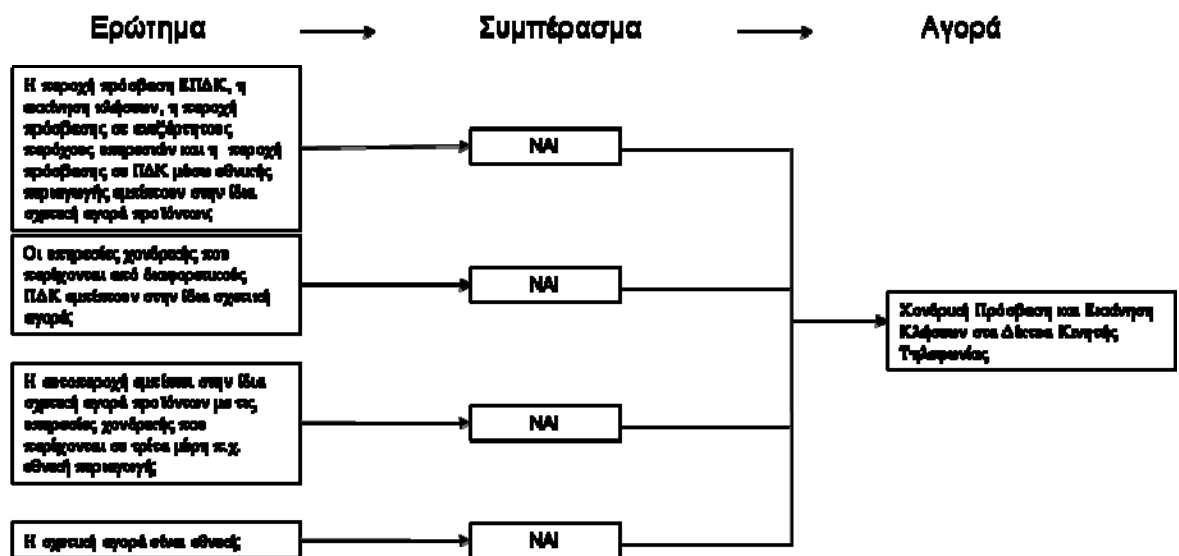 Ερώτημα
Συμπέρασμα
Αγορά
Η παροχή πρόσβαση ΕΠΔΚ, η
εκκίνηση κλήσεων, η παροχή
πρόσβασης σε ανεξάρτητους
παρόχους υπηρεσιών και η παροχή
πρόσβασης σε ΠΔΚ μέσω εθνικής
περιαγωγής εμπίπτουν στην ίδια
σχετική αγορά προϊόντων;
ΝΑΙ
Οι υπηρεσίες χονδρικής που
παρέχονται από διαφορετικούς
ΠΔΚ εμπίπτουν στην ίδια σχετική
αγορά;
ΝΑΙ
Η αυτοπαροχή εμπίπτει στην ίδια
σχετική αγορά προϊόντων με τις
υπηρεσίες χονδρικής που
παρέχονται σε τρίτα μέρη π.χ.
εθνική περιαγωγή;
ΝΑΙ
Η σχετική αγορά είναι εθνική;
ΝΑΙ
Χονδρική Πρόσβαση και Εκκίνηση
Κλήσεων στα Δίκτυα Κινητής
Τηλεφωνίας